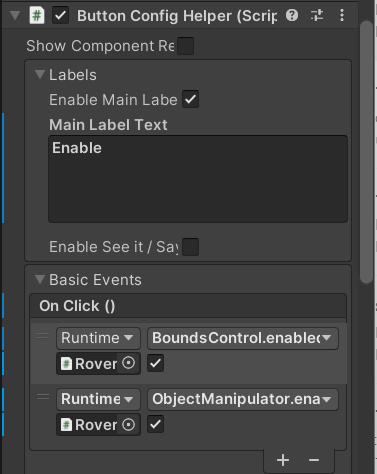 Button Config Helper (Scrip
Show Component Re
Labels
Enable Main Labe
Main Label Text
Enable
Enable See it / Say
Basic Events
On Click ()
Runtime BoundsControl.enabled
Rover
Runtime ObjectManipulator.ena
Rover